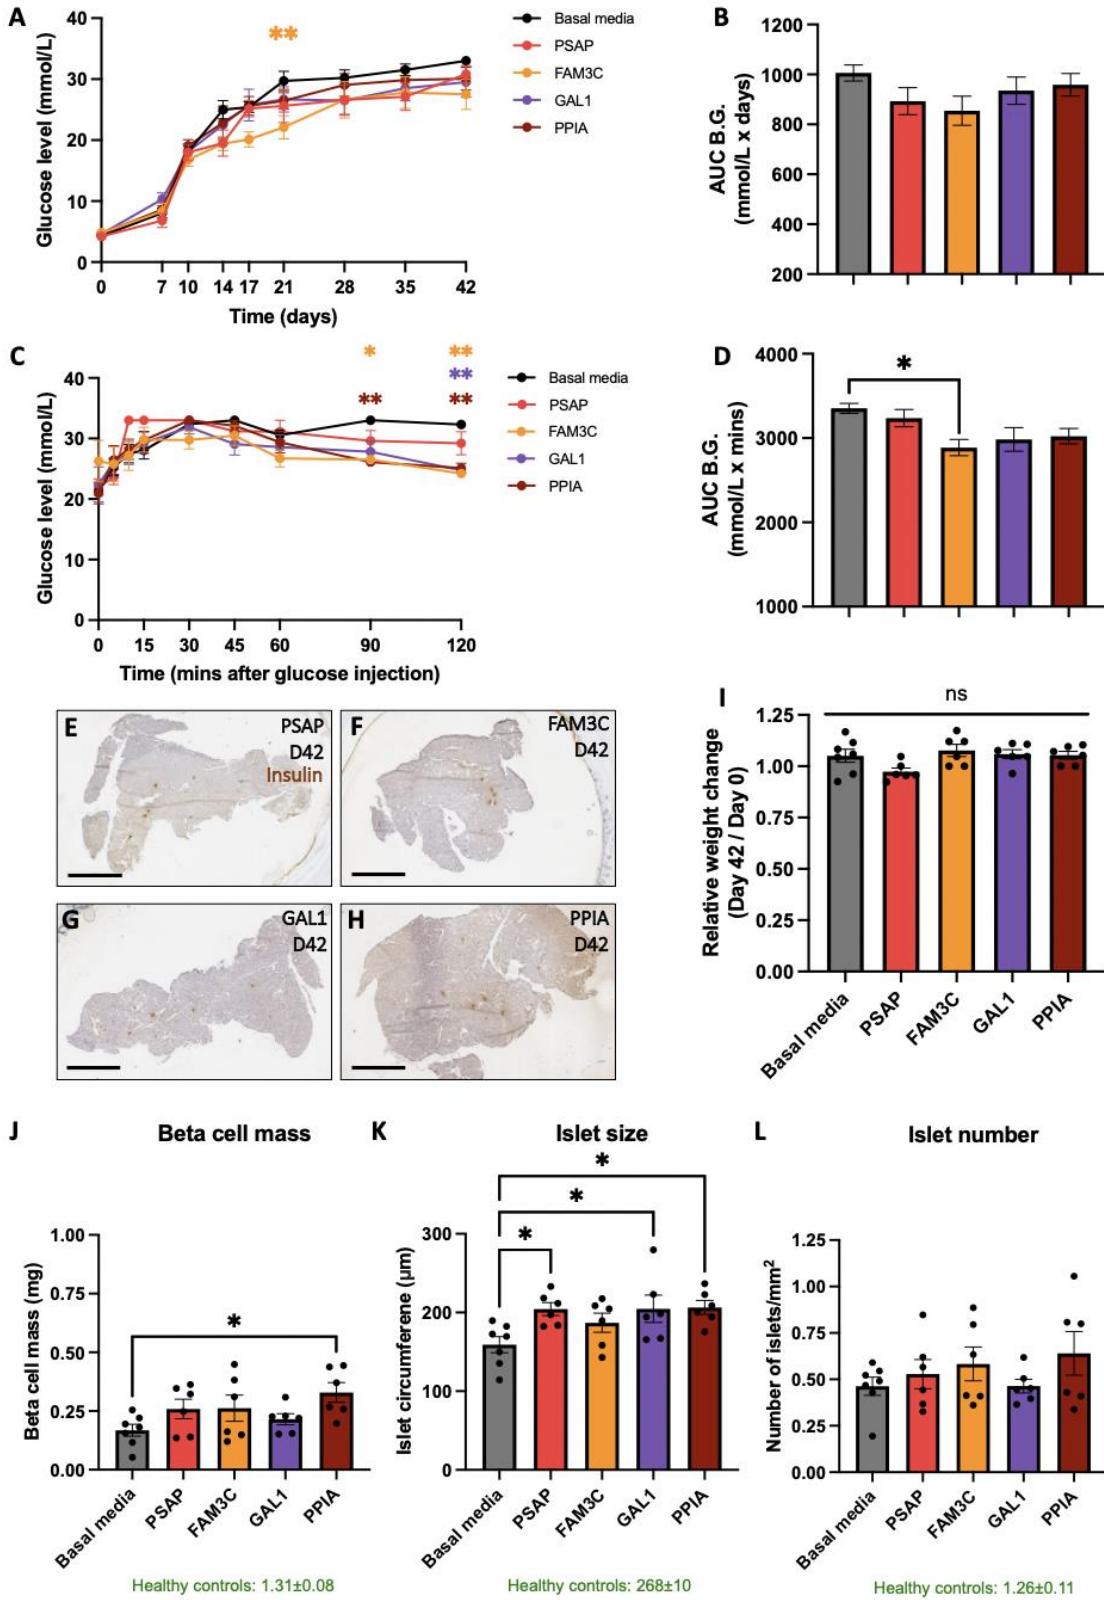 A
Glucose level (mmol/L)
40
30
20
10
0
0 7 10 14 17 21 28 35 42
Time (days)
**
Basal media
PSAP
FAM3C
GAL1
PPIA
B
AUC B.G.
(mmol/L x days)
1200
1000
800
600
400
200
C
Glucose level (mmol/L)
40
30
20
10
0
0 15 30 45 60 90 120
Time (mins after glucose injection)
* **
**
** **
Basal media
PSAP
FAM3C
GAL1
PPIA
D
AUC B.G.
(mmol/L x mins)
4000
3000
2000
1000
*
E
PSAP
D42
Insulin
F
FAM3C
D42
G
GAL1
D42
H
PPIA
D42
I
ns
Relative weight change
(Day 42 / Day 0)
1.25
1.00
0.75
0.50
0.25
0.00
Basal media
PSAP
FAM3C
GAL1
PPIA
J
Beta cell mass
Beta cell mass (mg)
1.00
0.75
0.50
0.25
0.00
*
Basal media
PSAP
FAM3C
GAL1
PPIA
Healthy controls: 1.31±0.08
K
Islet size
Islet circumferene (µm)
300
200
100
0
*
*
*
Basal media
PSAP
FAM3C
GAL1
PPIA
Healthy controls: 268±10
L
Islet number
Number of islets/mm²
1.25
1.00
0.75
0.50
0.25
0.00
Basal media
PSAP
FAM3C
GAL1
PPIA
Healthy controls: 1.26±0.11